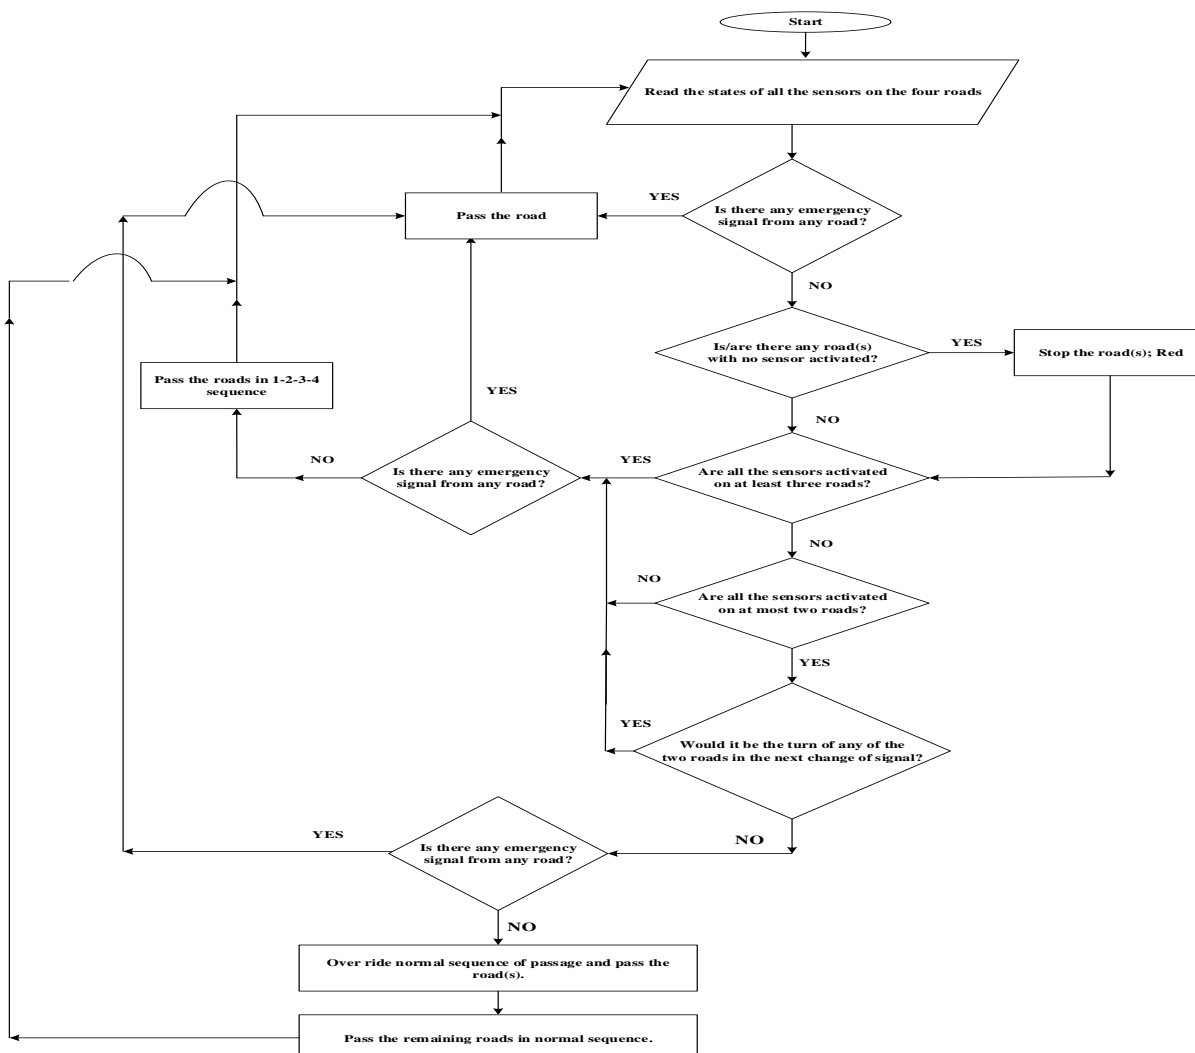 Start
Read the states of all the sensors on the four roads
YES
Pass the road
Is there any emergency
signal from any road?
NO
Is/are there any road(s)
with no sensor activated?
YES
Stop the road(s); Red
Pass the roads in 1-2-3-4
sequence
YES
NO
NO
Is there any emergency
signal from any road?
YES
Are all the sensors activated
on at least three roads?
NO
NO
Are all the sensors activated
on at most two roads?
YES
YES
Would it be the turn of any of the
two roads in the next change of signal?
YES
Is there any emergency
signal from any road?
NO
NO
Over ride normal sequence of passage and pass the
road(s).
Pass the remaining roads in normal sequence.